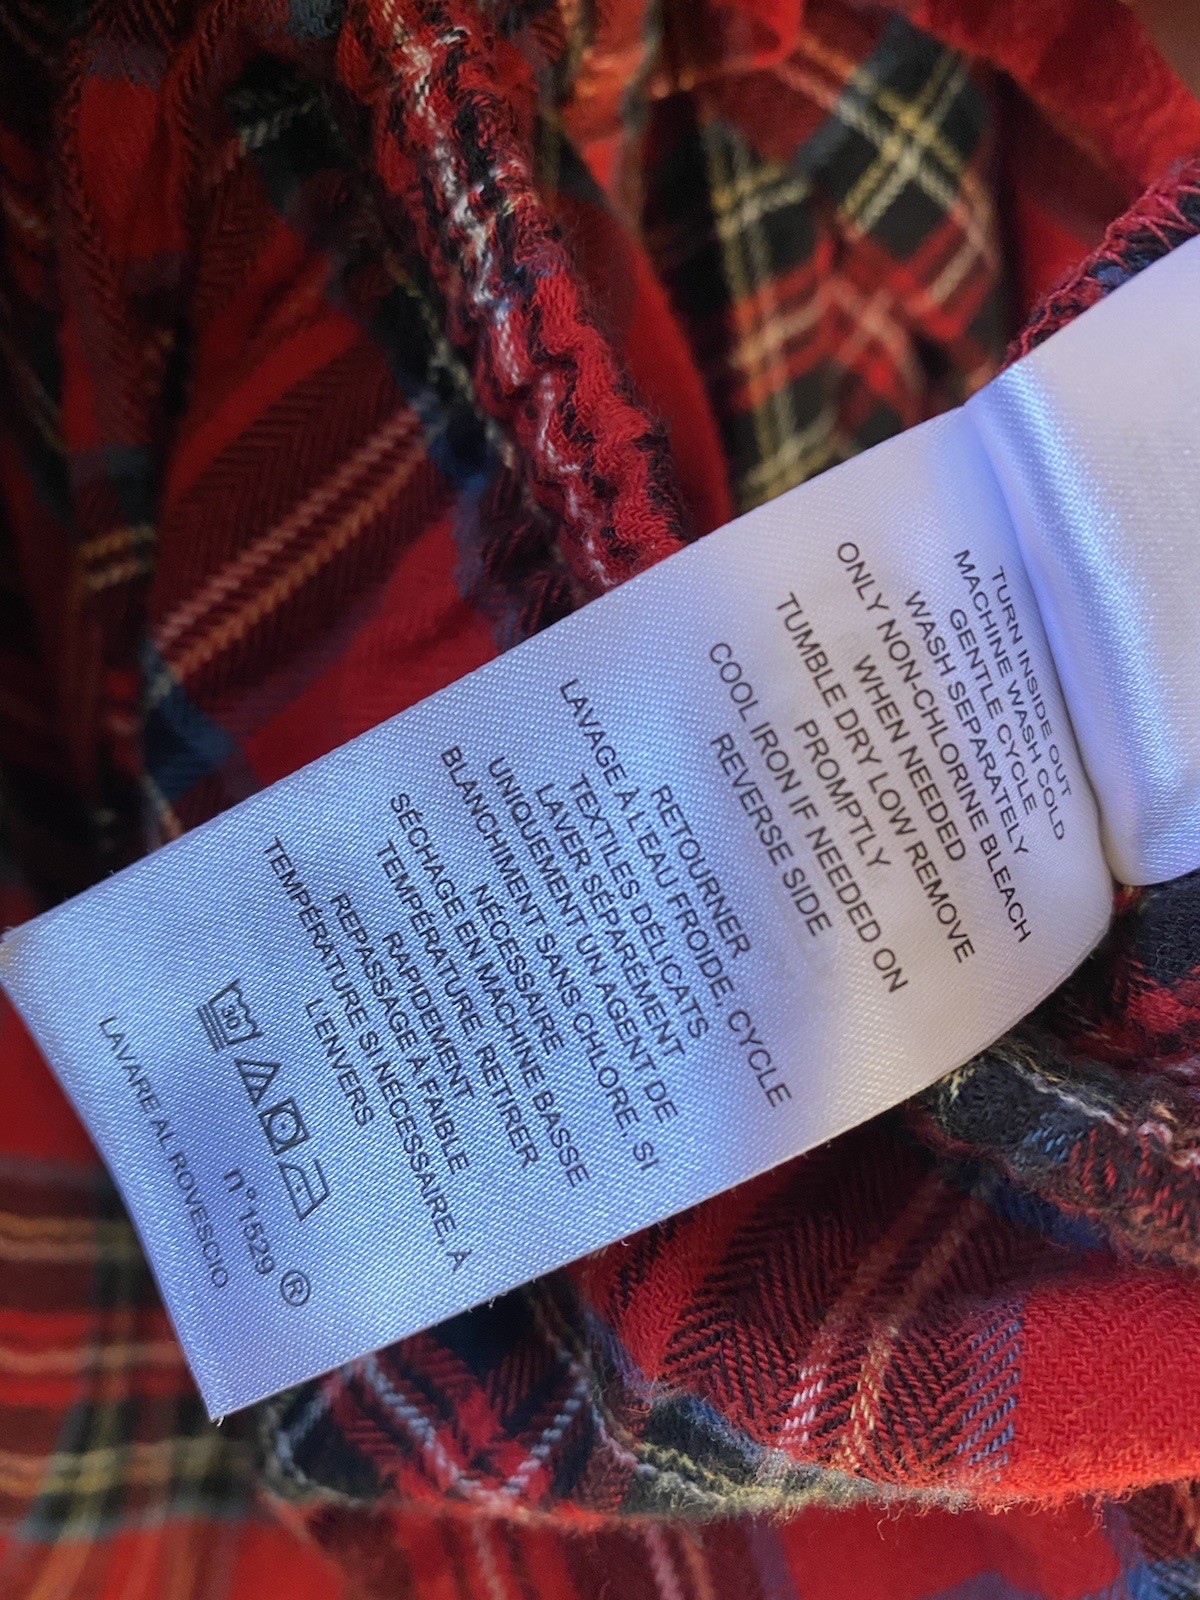 TURN INSIDE OUT
MACHINE WASH COLD
GENTLE CYCLE
WASH SEPARATELY
ONLY NON-CHLORINE BLEACH
WHEN NEEDED
TUMBLE DRY LOW REMOVE
PROMPTLY
COOL IRON IF NEEDED ON
REVERSE SIDE
RETOURNER
LAVAGE À L'EAU FROIDE, CYCLE
TEXTILES DÉLICATS
LAVER SÉPARÉMENT
UNIQUEMENT UN AGENT DE
BLANCHIMENT SANS CHLORE, SI
NÉCESSAIRE
SÉCHAGE EN MACHINE BASSE
TEMPÉRATURE. RETIRER
RAPIDEMENT
REPASSAGE À FAIBLE
TEMPÉRATURE SI NÉCESSAIRE, À
L'ENVERS
30
n° 1529 ®
LAVARE AL ROVESCIO